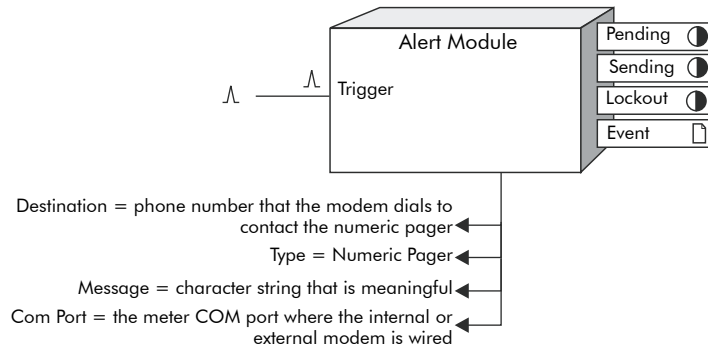 Alert Module
Pending
Sending
Lockout
Event
Trigger
Destination = phone number that the modem dials to
contact the numeric pager
Type = Numeric Pager
Message = character string that is meaningful
Com Port = the meter COM port where the internal or
external modem is wired